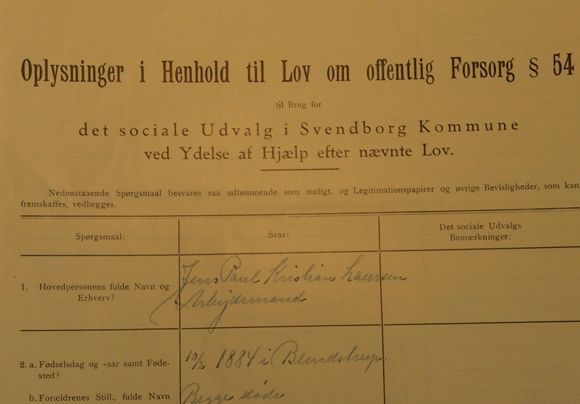 Oplysninger i Henhold til Lov om offentlig Forsorg § 54
til Brug for
det sociale Udvalg i Svendborg Kommune
ved Ydelse af Hjælp efter nævnte Lov.
Nedenstaaende Spørgsmaal besvares saa udtømmende som muligt, og Legitimationspapirer og øvrige Bevisligheder, som kan
fremskaffes, vedlægges.
Spørgsmaal:
Svar:
Det sociale Udvalgs
Bemærkninger:
1. Hovedpersonens fulde Navn og
Erhverv?
Jens Paul Kristian Laursen
Arbejdsmand
2. a. Fødselsdag og -aar samt Føde-
sted?
10/2 1884 i Blendstrup.
b. Forældrenes Still., fulde Navn
Begge døde